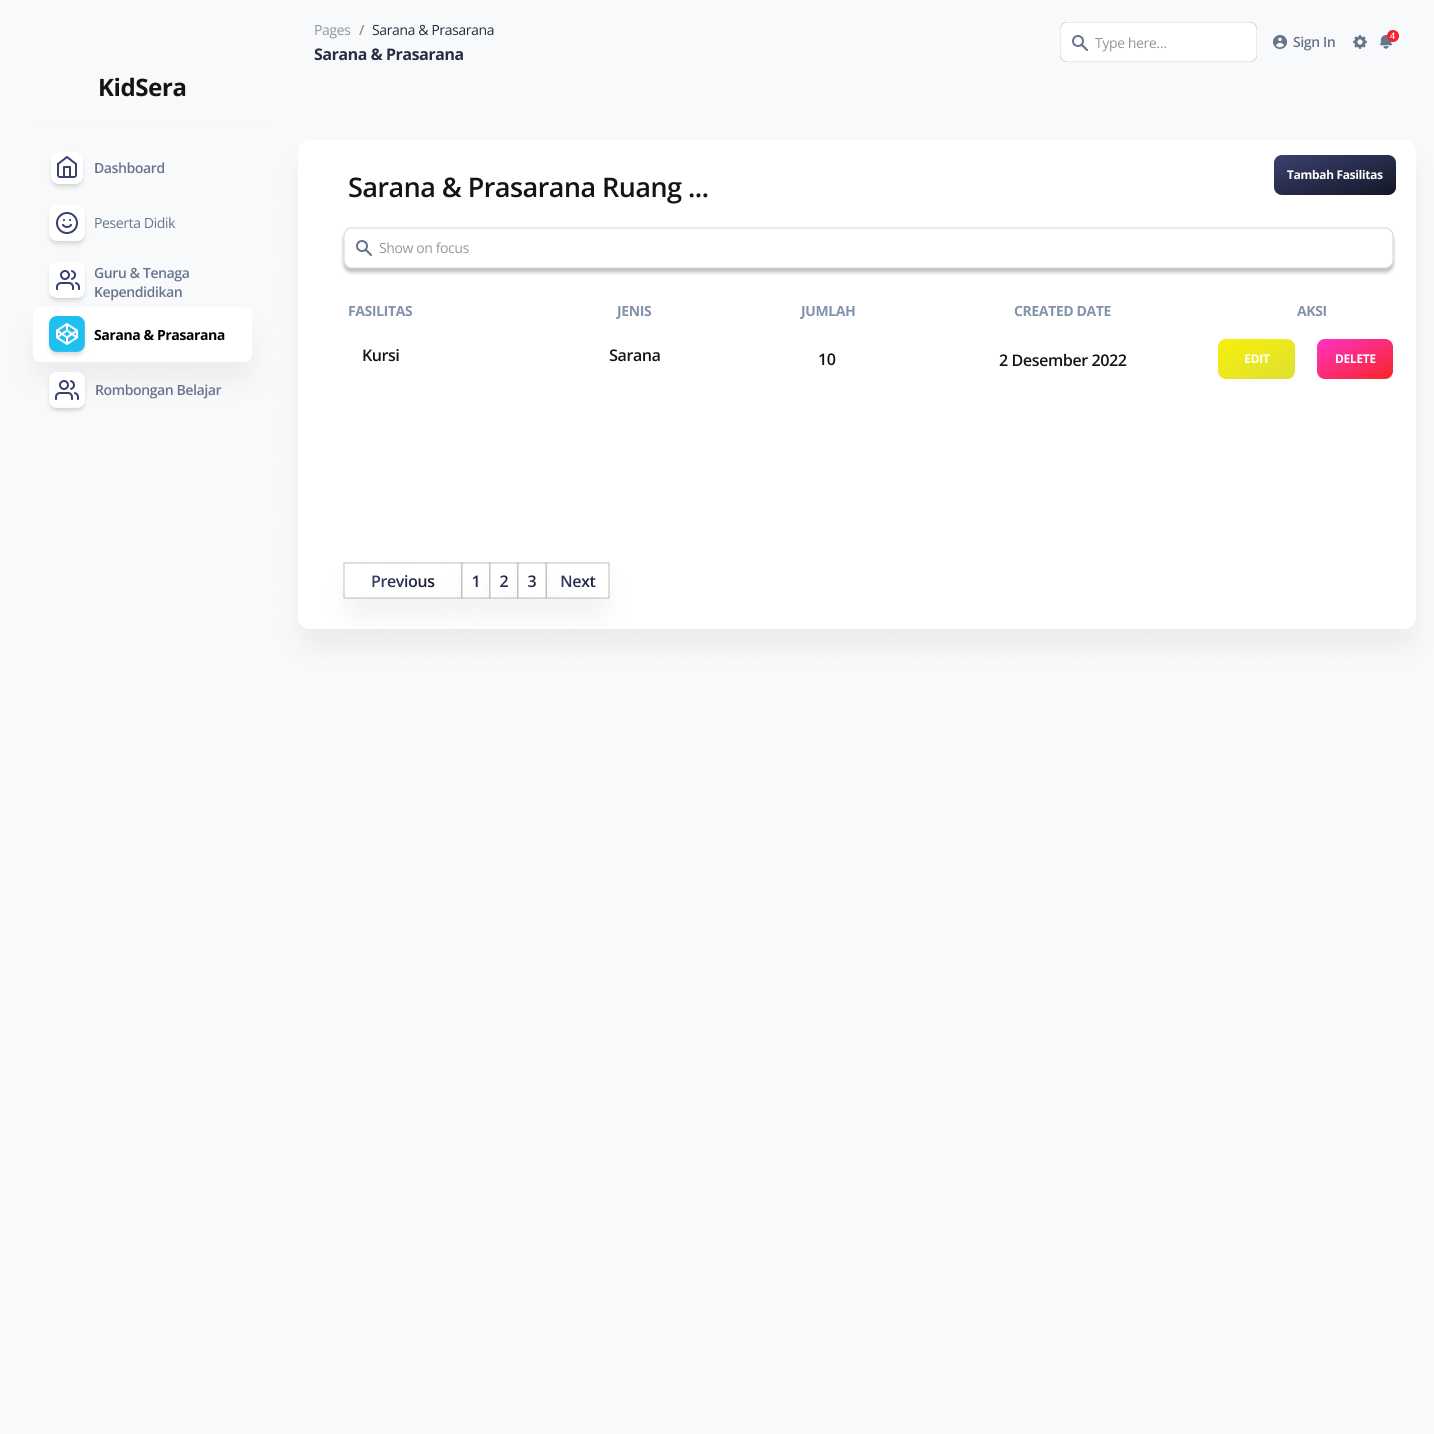 Pages / Sarana & Prasarana
Sarana & Prasarana
Type here...
Sign In
4
KidSera
Dashboard
Peserta Didik
Guru & Tenaga
Kependidikan
Sarana & Prasarana
Rombongan Belajar
Sarana & Prasarana Ruang ...
Tambah Fasilitas
Show on focus
FASILITAS JENIS JUMLAH CREATED DATE AKSI
Kursi Sarana 10 2 Desember 2022 EDIT DELETE
Previous 1 2 3 Next